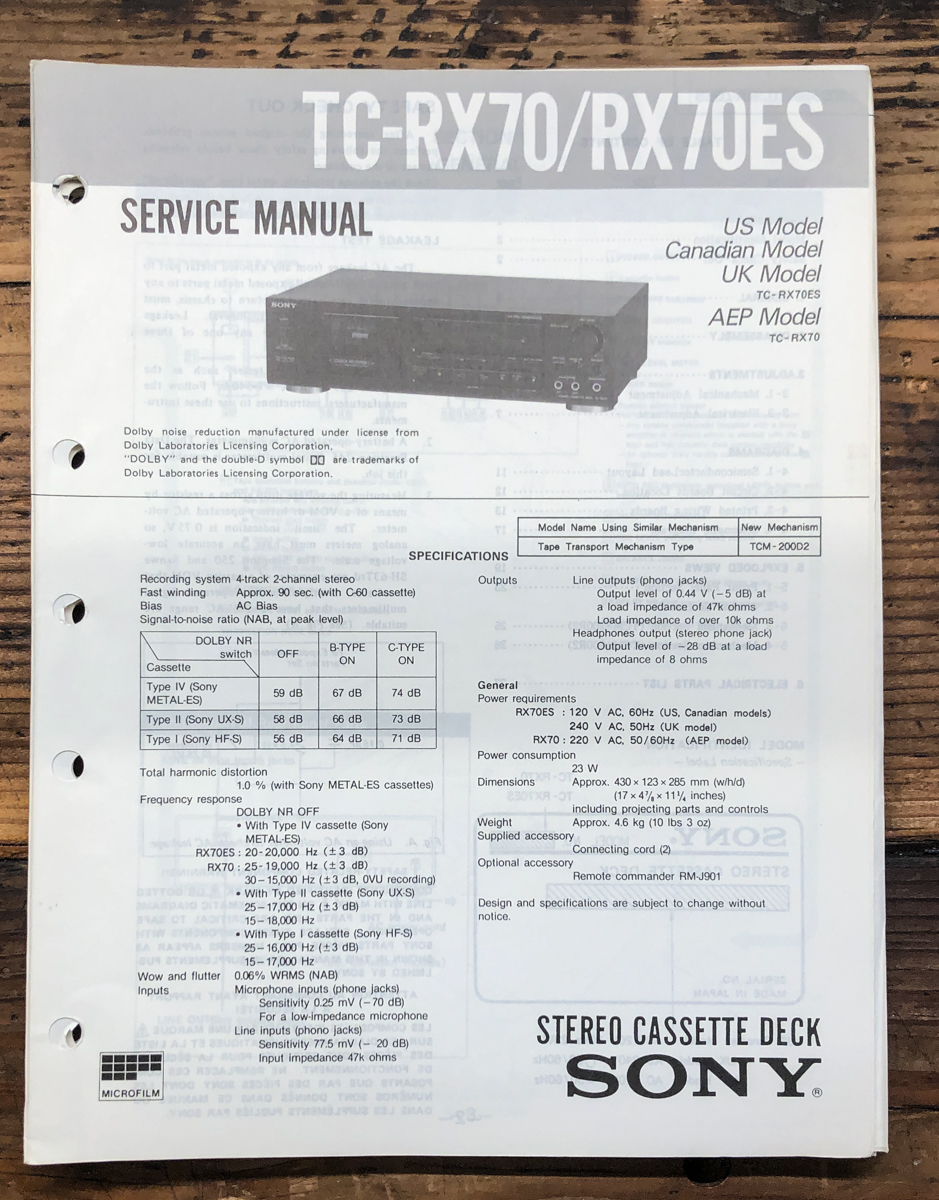 TC-RX70/RX70ES
SERVICE MANUAL
US Model
Canadian Model
UK Model
TC-RX70ES
AEP Model
TC-RX70
SONY
Dolby noise reduction manufactured under license from
Dolby Laboratories Licensing Corporation.
"DOLBY" and the double-D symbol are trademarks of
Dolby Laboratories Licensing Corporation.
Model Name Using Similar Mechanism New Mechanism
Tape Transport Mechanism Type TCM-200D2
SPECIFICATIONS
Recording system 4-track 2-channel stereo
Fast winding Approx. 90 sec. (with C-60 cassette)
Bias AC Bias
Signal-to-noise ratio (NAB, at peak level)
DOLBY NR
switch
Cassette
OFF
B-TYPE
ON
C-TYPE
ON
Type IV (Sony
METAL-ES) 59 dB 67 dB 74 dB
Type II (Sony UX-S) 58 dB 66 dB 73 dB
Type I (Sony HF-S) 56 dB 64 dB 71 dB
Total harmonic distortion
1.0 % (with Sony METAL-ES cassettes)
Frequency response
DOLBY NR OFF
• With Type IV cassette (Sony
METAL-ES)
RX70ES : 20-20,000 Hz (±3 dB)
RX70 : 25-19,000 Hz (±3 dB)
30-15,000 Hz (±3 dB, 0VU recording)
• With Type II cassette (Sony UX-S)
25-17,000 Hz (±3 dB)
15-18,000 Hz
• With Type I cassette (Sony HF-S)
25-16,000 Hz (±3 dB)
15-17,000 Hz
Wow and flutter 0.06% WRMS (NAB)
Inputs Microphone inputs (phone jacks)
Sensitivity 0.25 mV (-70 dB)
For a low-impedance microphone
Line inputs (phono jacks)
Sensitivity 77.5 mV (- 20 dB)
Input impedance 47k ohms
Outputs Line outputs (phono jacks)
Output level of 0.44 V (-5 dB) at
a load impedance of 47k ohms
Load impedance of over 10k ohms
Headphones output (stereo phone jack)
Output level of -28 dB at a load
impedance of 8 ohms
General
Power requirements
RX70ES : 120 V AC, 60Hz (US, Canadian models)
240 V AC, 50Hz (UK model)
RX70 : 220 V AC, 50/60Hz (AEP model)
Power consumption
23 W
Dimensions Approx. 430 × 123 × 285 mm (w/h/d)
(17 × 4 7/8 × 11 1/4 inches)
including projecting parts and controls
Weight Approx. 4.6 kg (10 lbs 3 oz)
Supplied accessory
Connecting cord (2)
Optional accessory
Remote commander RM-J901
Design and specifications are subject to change without
notice.
MICROFILM
STEREO CASSETTE DECK
SONY®